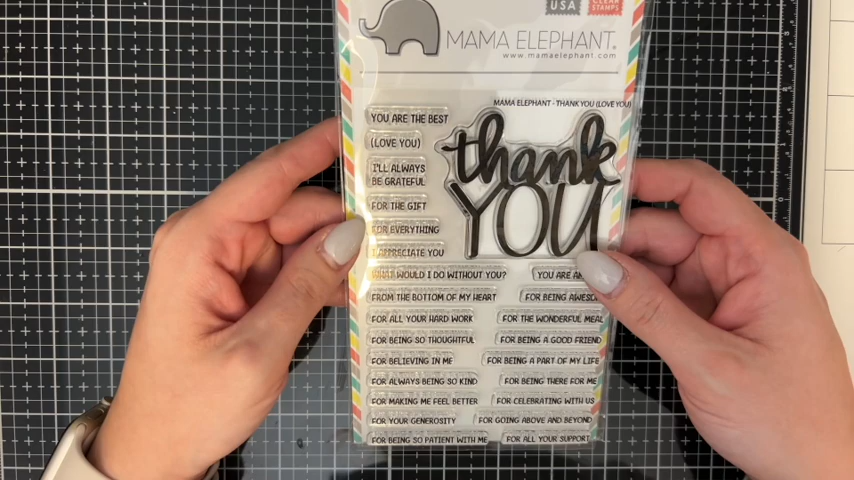 USA
CLEAR STAMPS
MAMA ELEPHANT®
www.mamaelephant.com
MAMA ELEPHANT - THANK YOU (LOVE YOU)
YOU ARE THE BEST
(LOVE YOU)
I'LL ALWAYS
BE GRATEFUL
FOR THE GIFT
FOR EVERYTHING
I APPRECIATE YOU
thank
YOU
WHAT WOULD I DO WITHOUT YOU?
YOU ARE
FROM THE BOTTOM OF MY HEART
FOR BEING
FOR ALL YOUR HARD WORK
FOR THE WONDERFUL MEAL
FOR BEING SO THOUGHTFUL
FOR BEING A GOOD FRIEND
FOR BELIEVING IN ME
FOR BEING A PART OF MY LIFE
FOR ALWAYS BEING SO KIND
FOR BEING THERE FOR ME
FOR MAKING ME FEEL BETTER
FOR CELEBRATING WITH US
FOR YOUR GENEROSITY
FOR GOING ABOVE AND BEYOND
FOR BEING SO PATIENT WITH ME
FOR ALL YOUR SUPPORT